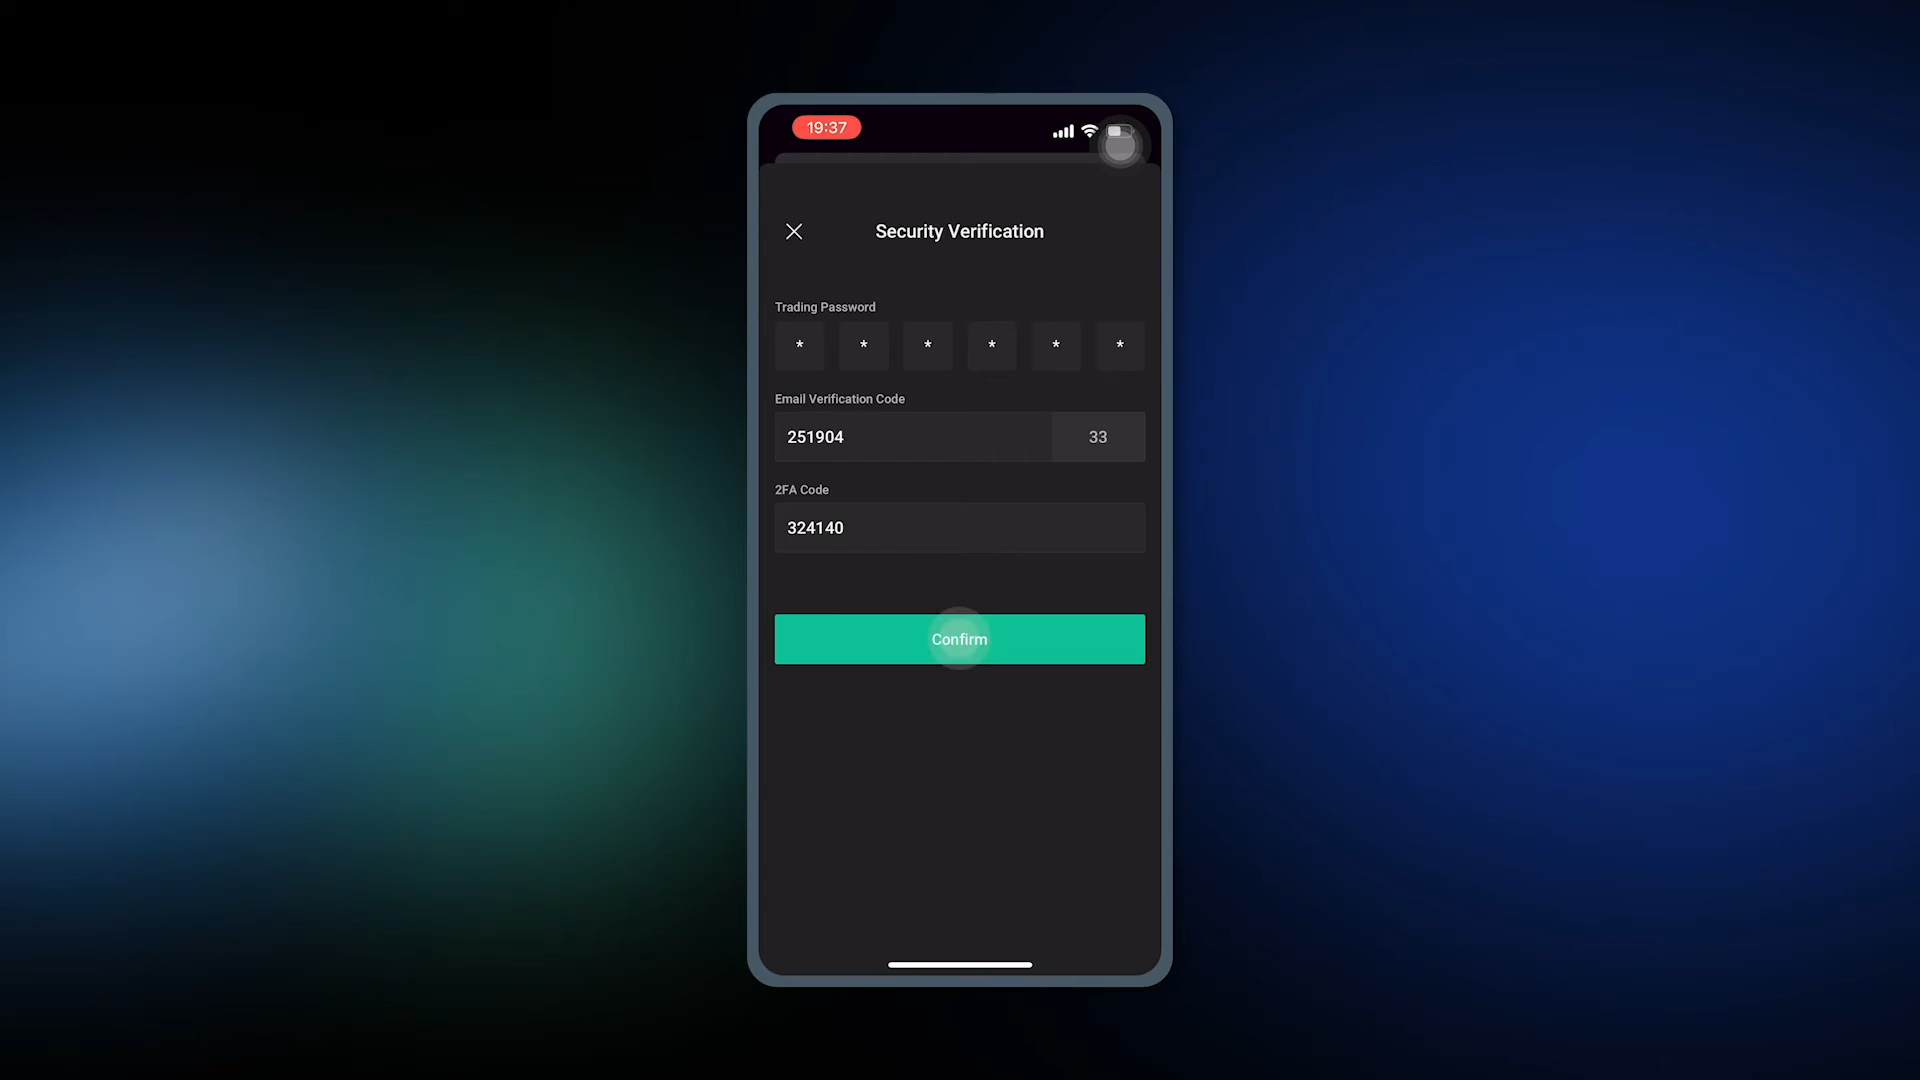 19:37
Security Verification
Trading Password
* * * * * *
Email Verification Code
251904 33
2FA Code
324140
Confirm